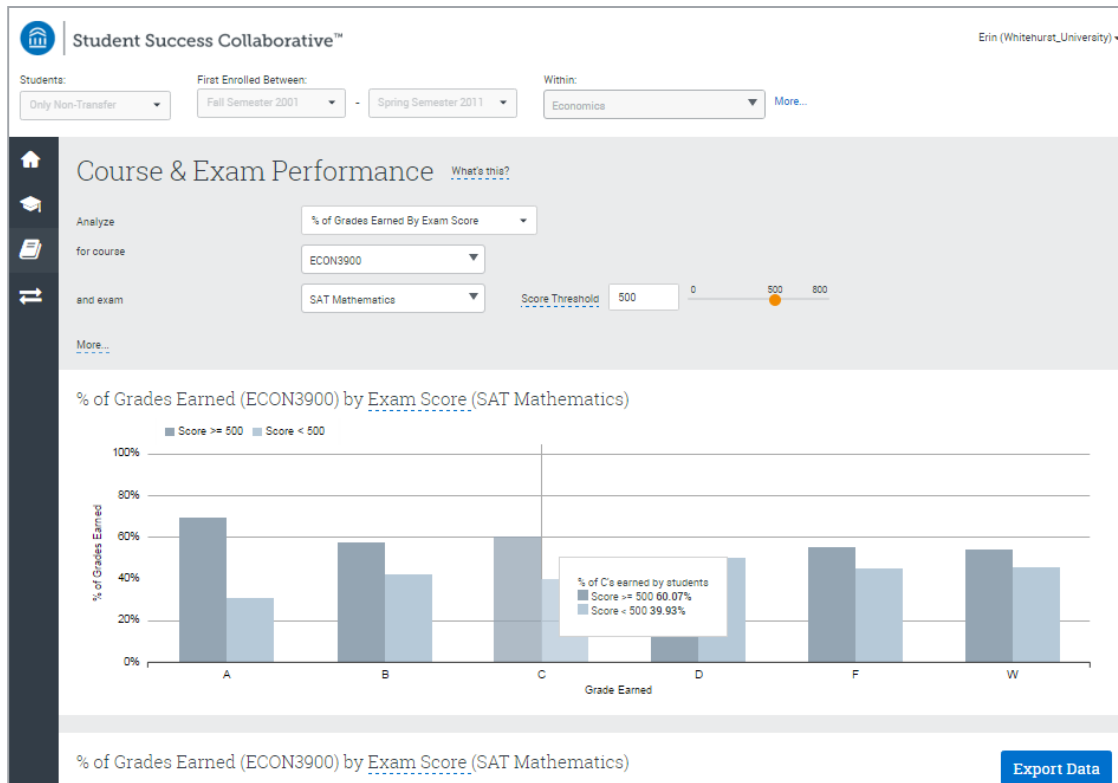 Student Success Collaborative™
Erin (Whitehurst_University)
Students:
First Enrolled Between:
Within:
Only Non-Transfer
Fall Semester 2001
-
Spring Semester 2011
Economics
More...
Course & Exam Performance
What's this?
Analyze
% of Grades Earned By Exam Score
for course
ECON3900
and exam
SAT Mathematics
Score Threshold
500
0
500
800
More...
% of Grades Earned (ECON3900) by Exam Score (SAT Mathematics)
Score >= 500
Score < 500
100%
80%
60%
40%
20%
0%
% of Grades Earned
% of C's earned by students
Score >= 500 60.07%
Score < 500 39.93%
A
B
C
D
F
W
Grade Earned
% of Grades Earned (ECON3900) by Exam Score (SAT Mathematics)
Export Data